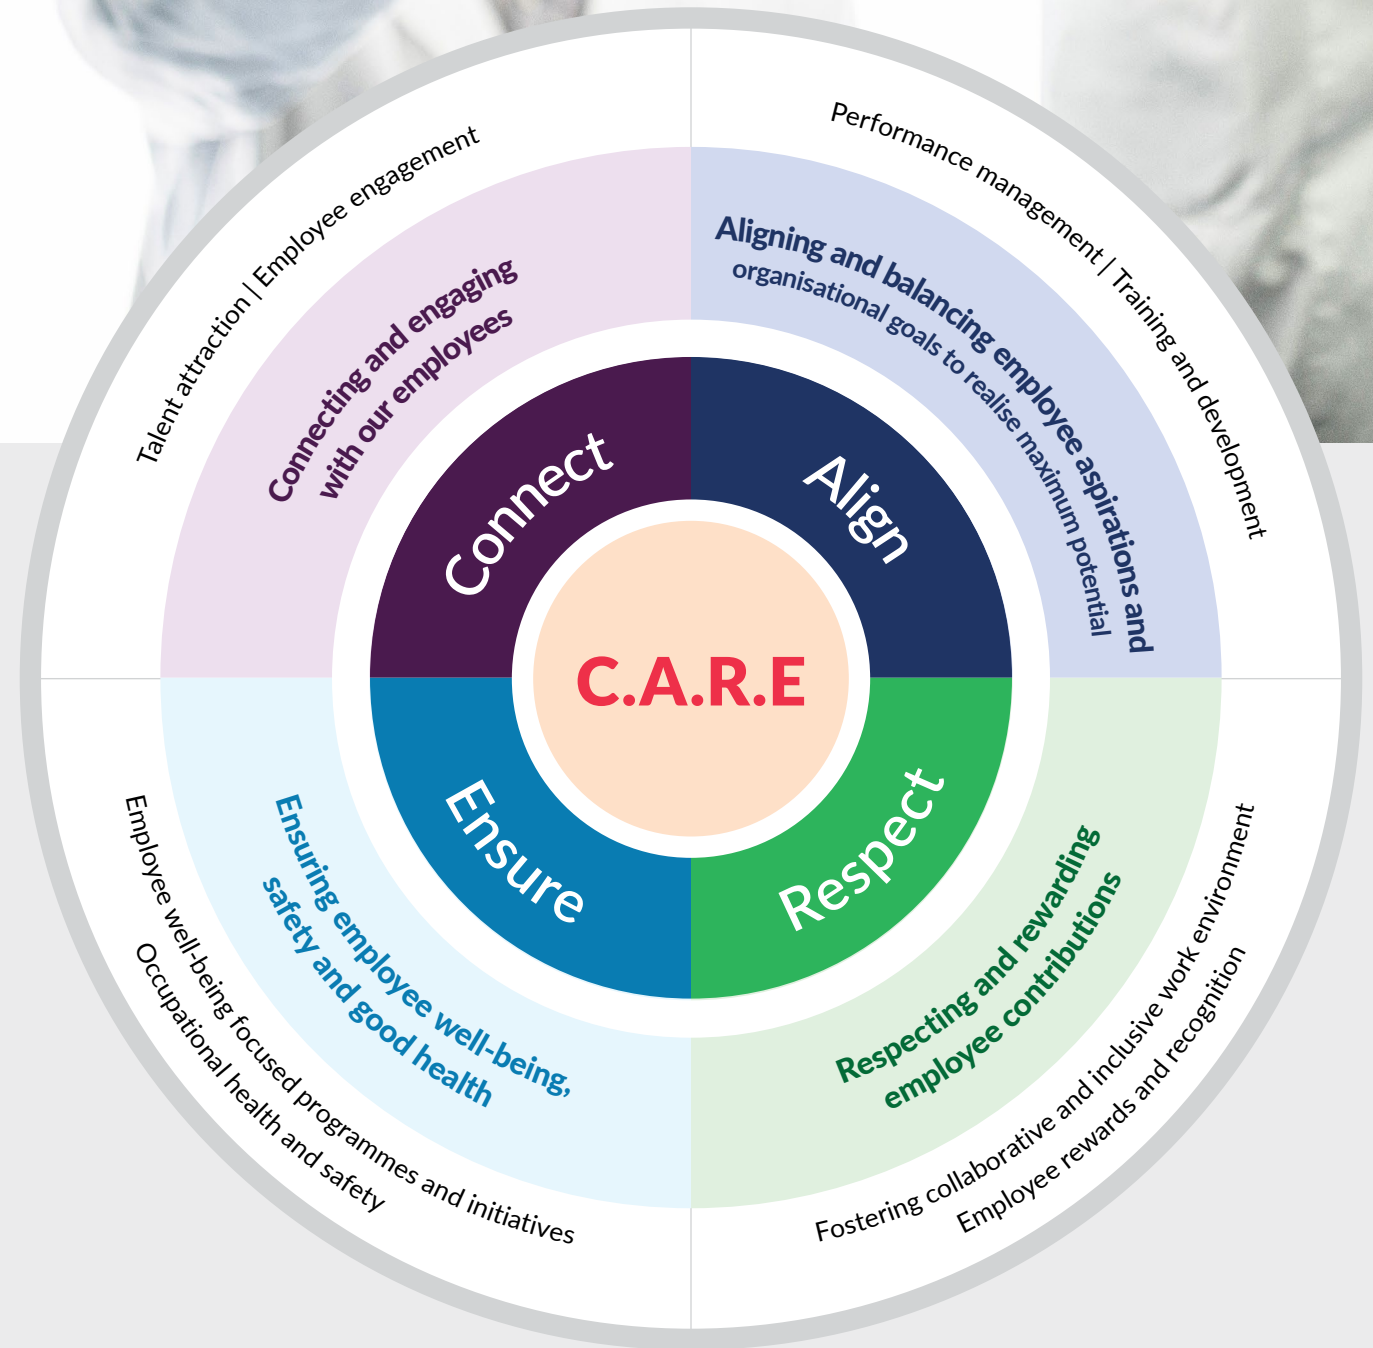 C.A.R.E
Connect
Connecting and engaging
with our employees
Talent attraction | Employee engagement
Align
Aligning and balancing employee aspirations and
organisational goals to realise maximum potential
Performance management | Training and development
Respect
Respecting and rewarding
employee contributions
Fostering collaborative and inclusive work environment
Employee rewards and recognition
Ensure
Ensuring employee well-being,
safety and good health
Employee well-being focused programmes and initiatives
Occupational health and safety